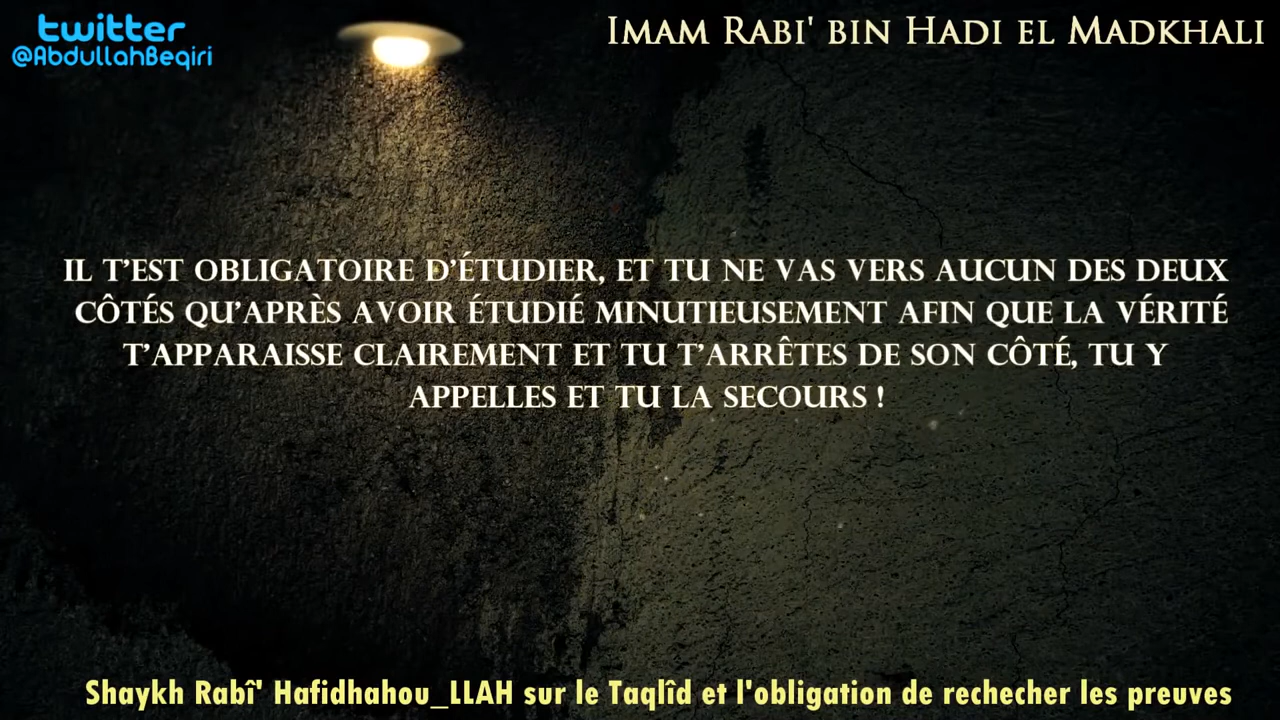 twitter
@AbdullahBeqiri
IMAM RABI' BIN HADI EL MADKHALI
IL T'EST OBLIGATOIRE D'ÉTUDIER, ET TU NE VAS VERS AUCUN DES DEUX
CÔTÉS QU'APRÈS AVOIR ÉTUDIÉ MINUTIEUSEMENT AFIN QUE LA VÉRITÉ
T'APPARAISSE CLAIREMENT ET TU T'ARRÊTES DE SON CÔTÉ, TU Y
APPELLES ET TU LA SECOURS !
Shaykh Rabî' Hafidhahou_LLAH sur le Taqlîd et l'obligation de rechecher les preuves